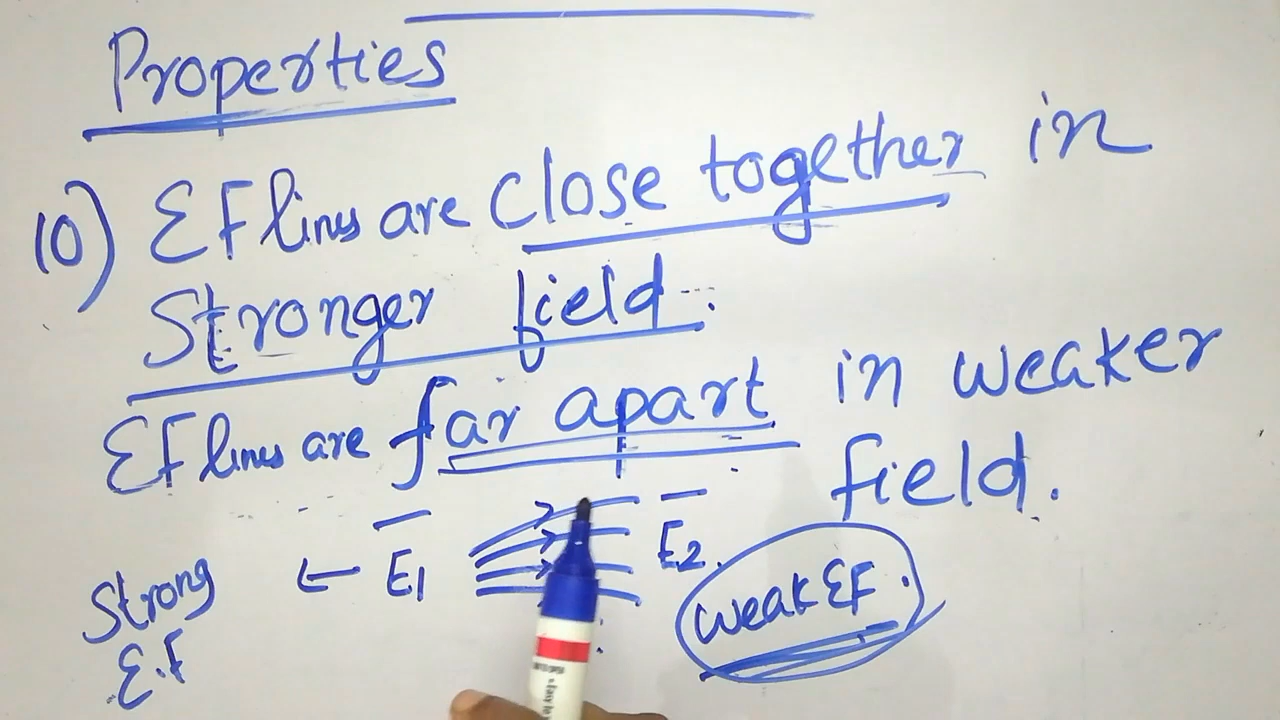 Properties
10) EF lines are close together in
Stronger field.
EF lines are far apart in weaker
field.
Strong ← E1 E2.
E.F
weak EF.